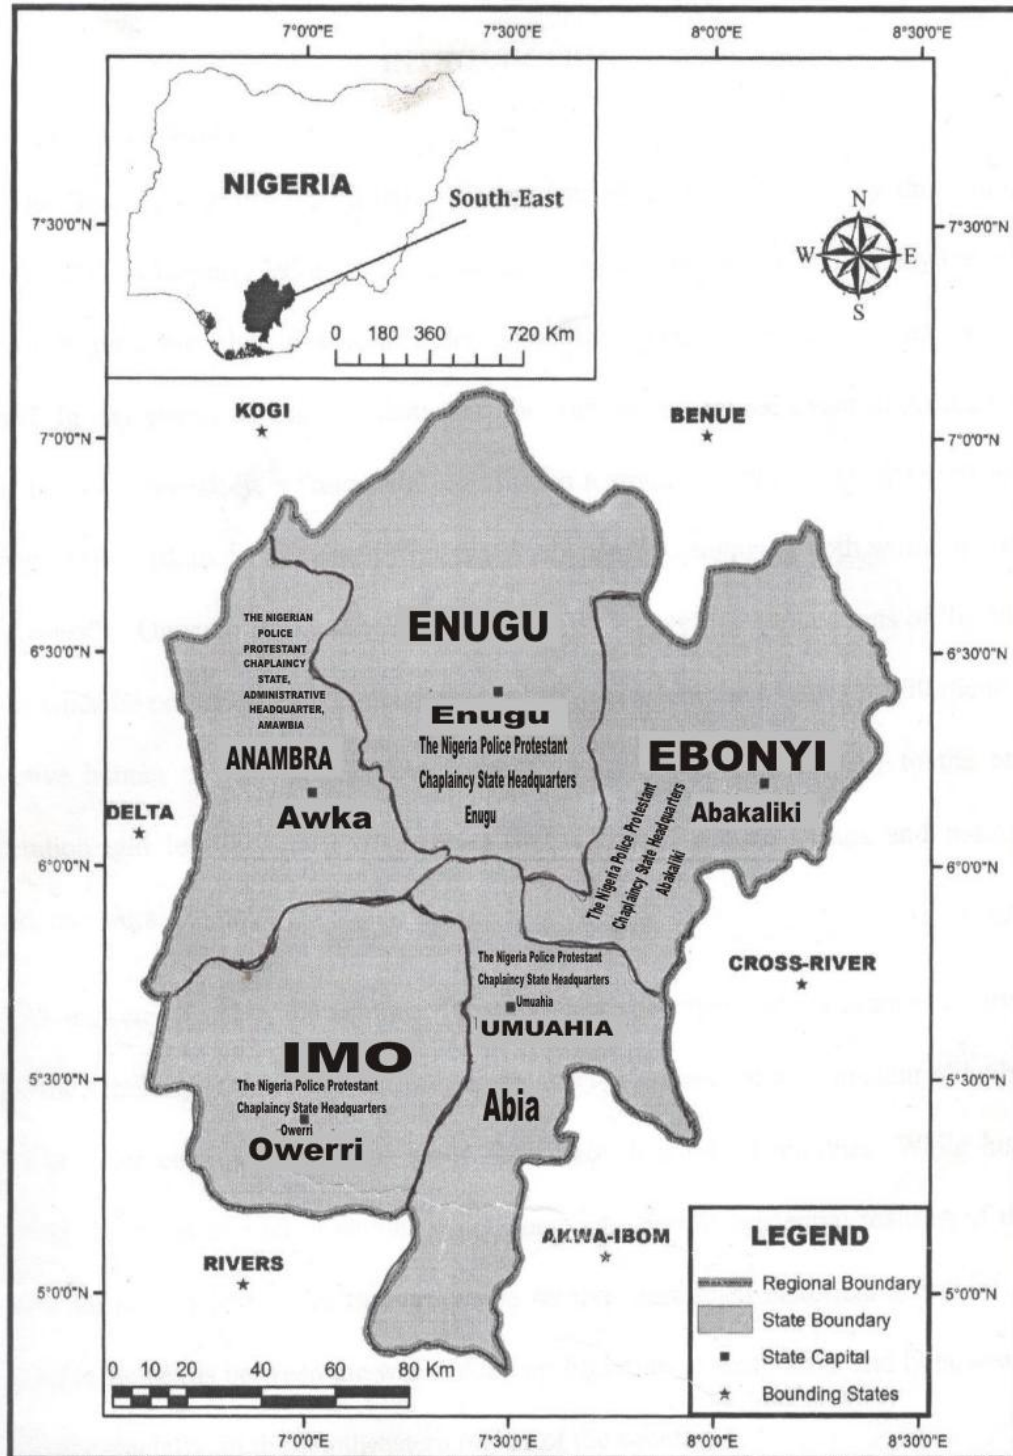 7°0'0"E 7°30'0"E 8°00"E 8°30'0"E
NIGERIA
South-East
0 180 360 720 Km
N
W E
S
7°30'0"N 7°30'0"N
KOGI
BENUE
7°0'0"N 7°0'0"N
THE NIGERIAN
POLICE
PROTESTANT
CHAPLAINCY
STATE,
ADMINISTRATIVE
HEADQUARTER,
AMAWBIA
ANAMBRA
Awka
ENUGU
Enugu
The Nigeria Police Protestant
Chaplaincy State Headquarters
Enugu
6°30'0"N 6°30'0"N
EBONYI
Abakaliki
The Nigeria Police Protestant
Chaplaincy State Headquarters
Abakaliki
DELTA
6°0'0"N 6°0'0"N
CROSS-RIVER
The Nigeria Police Protestant
Chaplaincy State Headquarters
Umuahia
UMUAHIA
Abia
IMO
The Nigeria Police Protestant
Chaplaincy State Headquarters
Owerri
Owerri
5°30'0"N 5°30'0"N
RIVERS
AKWA-IBOM
5°0'0"N 5°0'0"N
LEGEND
Regional Boundary
State Boundary
State Capital
Bounding States
0 10 20 40 60 80 Km
7°0'0"E 7°30'0"E 8°0'0"E 8°30'0"E